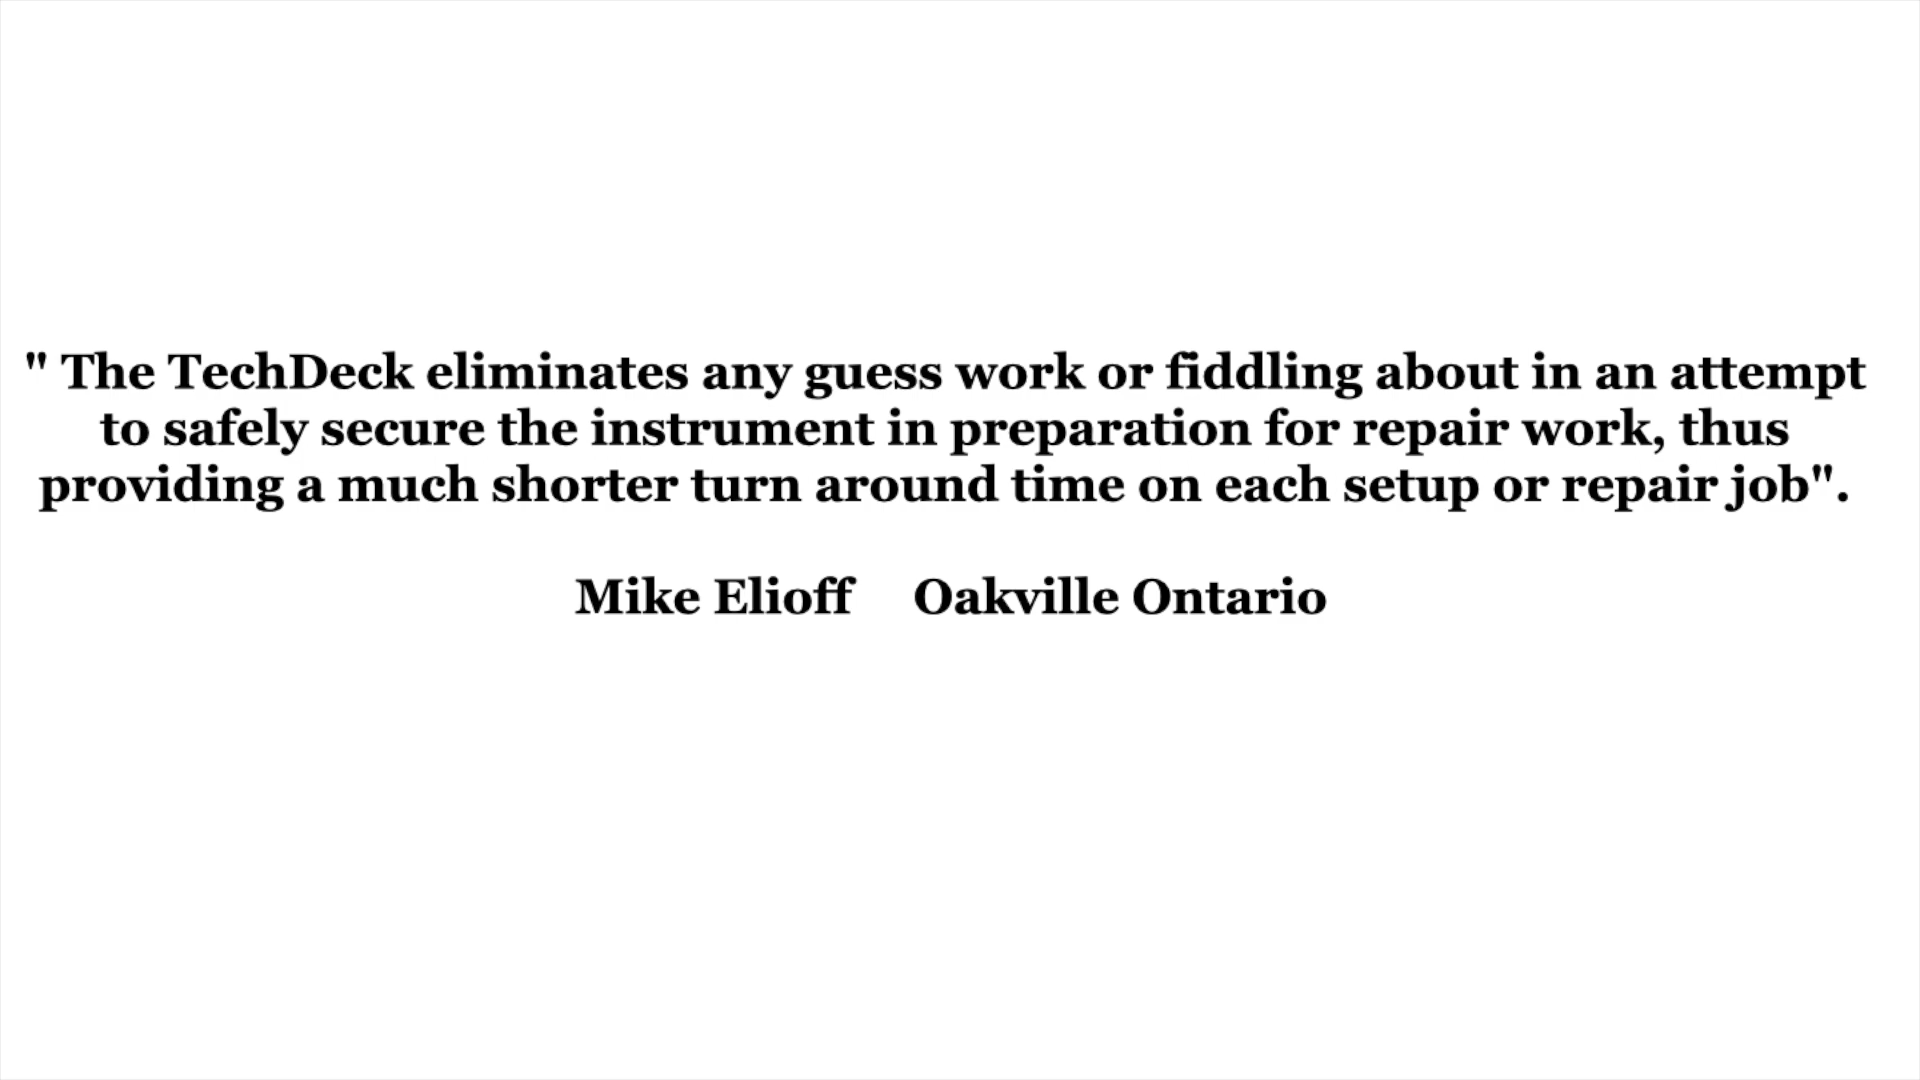 " The TechDeck eliminates any guess work or fiddling about in an attempt
to safely secure the instrument in preparation for repair work, thus
providing a much shorter turn around time on each setup or repair job".
Mike Elioff Oakville Ontario